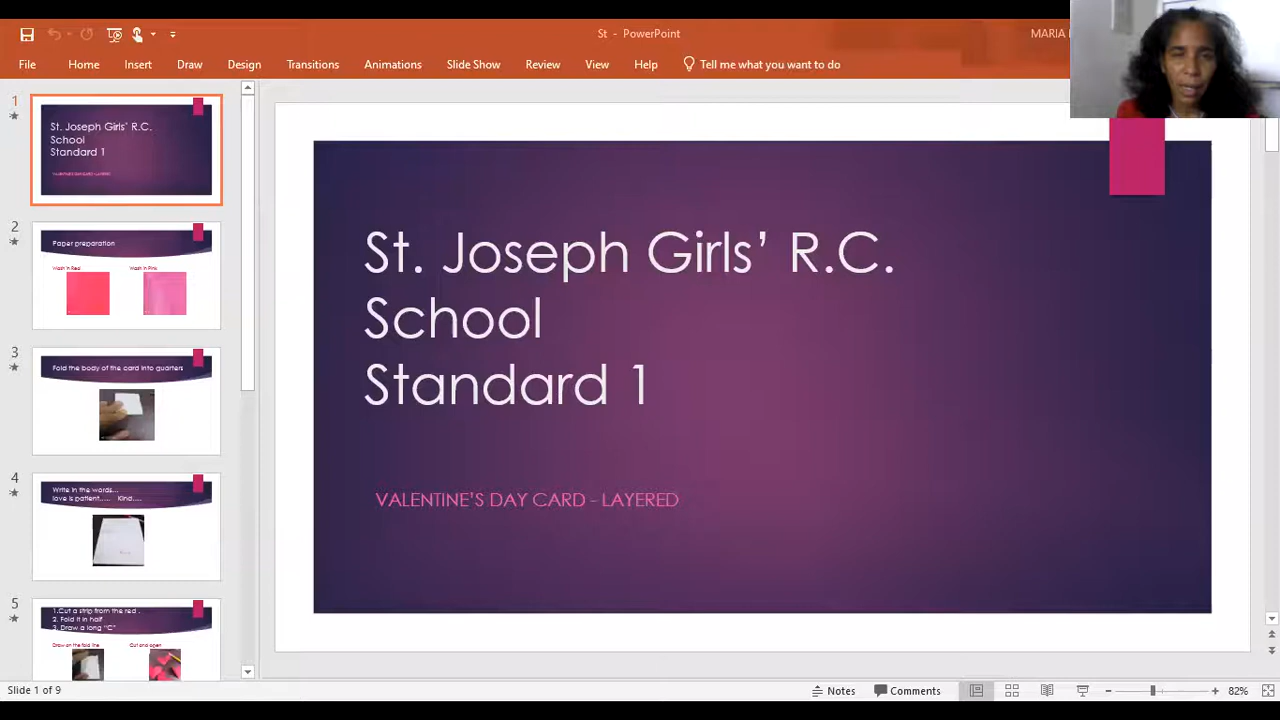 St - PowerPoint
MARIA
File Home Insert Draw Design Transitions Animations Slide Show Review View Help Tell me what you want to do
1
St. Joseph Girls' R.C.
School
Standard 1
VALENTINE'S DAY CARD - LAYERED
2
Paper preparation
Wash 'n Red
Wash 'n Pink
3
Fold the body of the card into quarters
4
Write in the words...
love is patient..... Kind....
5
1.Cut a strip from the red .
2. Fold it in half
3. Draw a long "C"
Draw on the fold line
Cut and open
St. Joseph Girls' R.C.
School
Standard 1
VALENTINE'S DAY CARD - LAYERED
Slide 1 of 9
Notes
Comments
82%